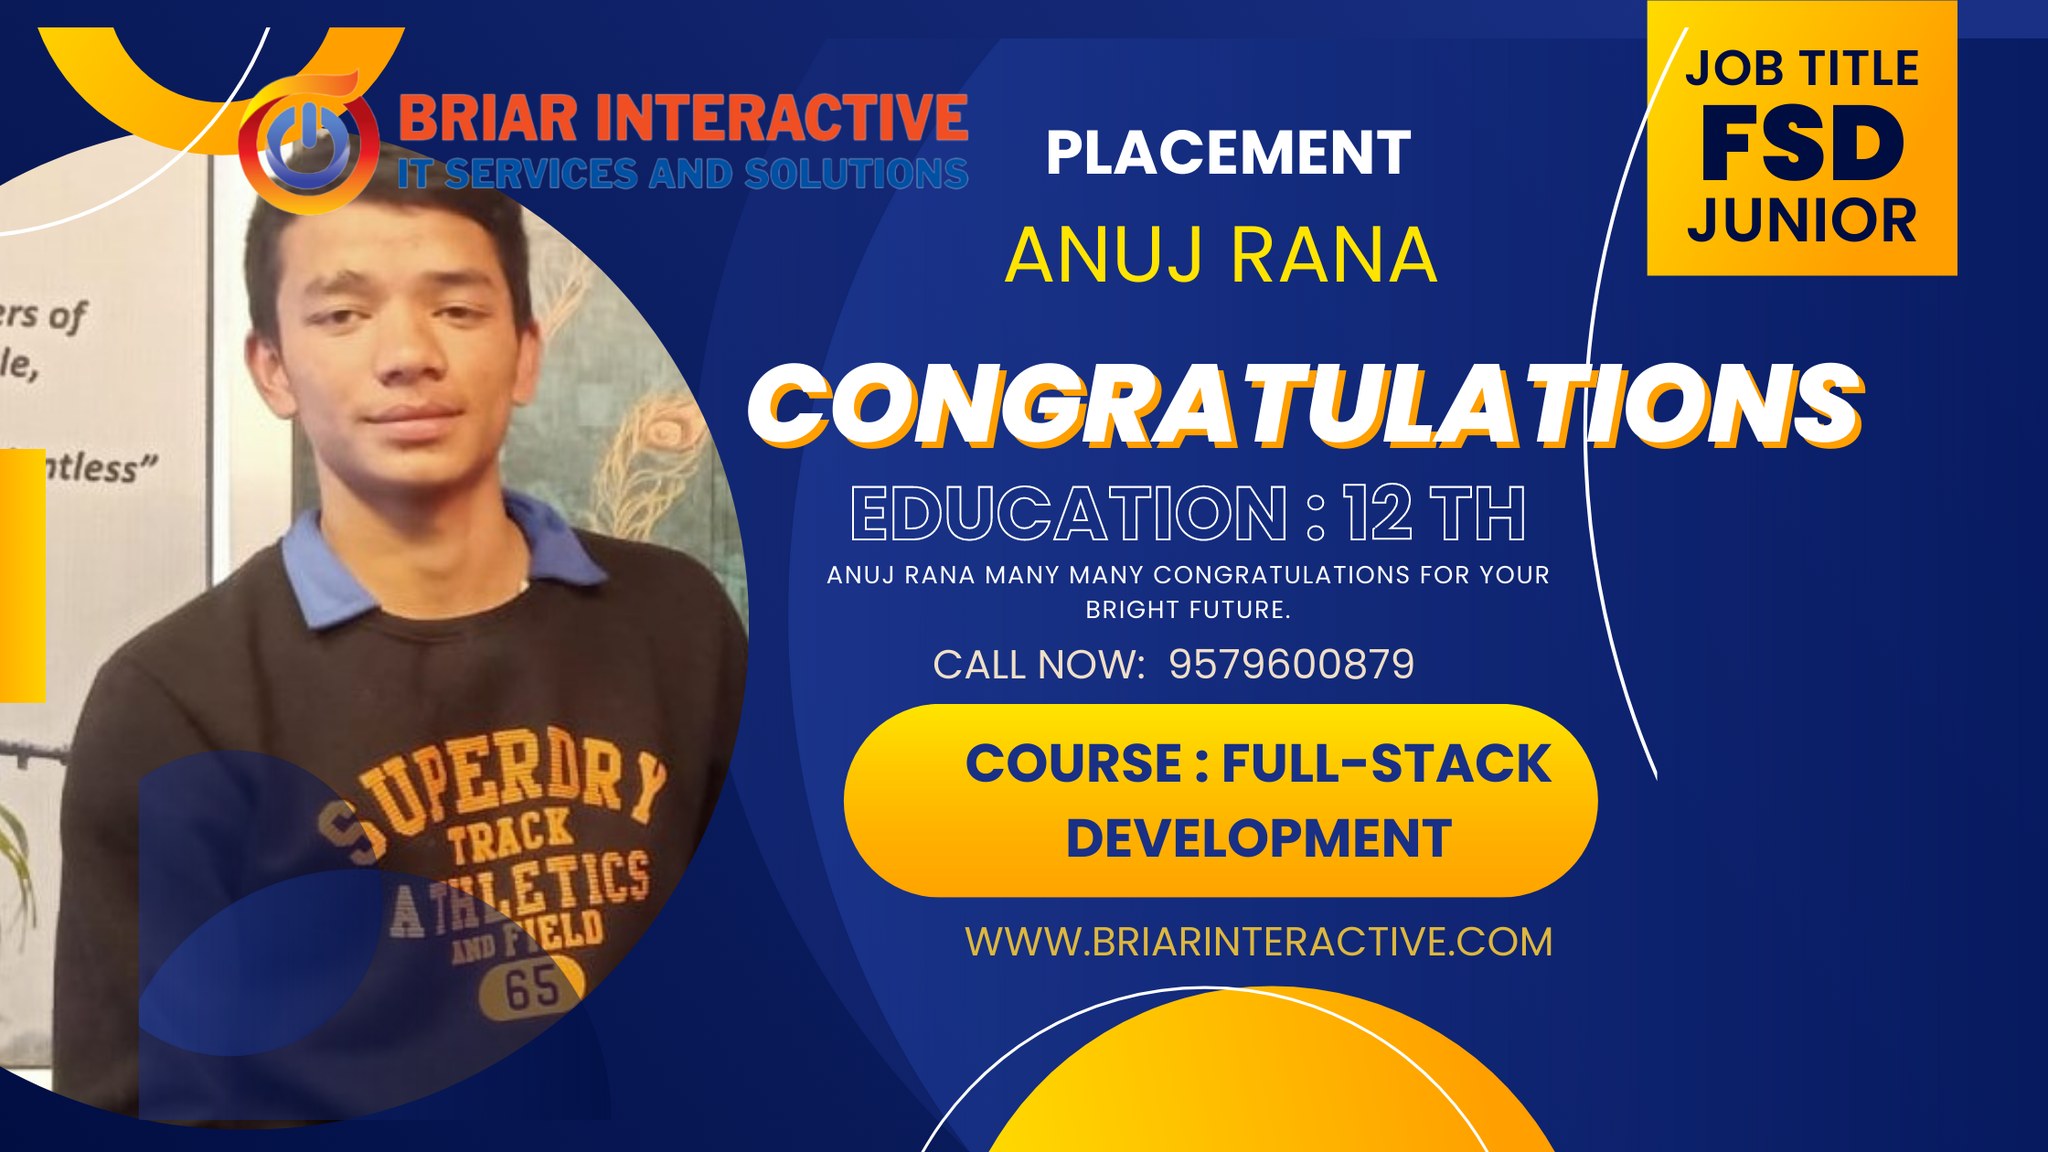 BRIAR INTERACTIVE
IT SERVICES AND SOLUTIONS
PLACEMENT
ANUJ RANA
JOB TITLE
FSD
JUNIOR
CONGRATULATIONS
EDUCATION : 12 TH
ANUJ RANA MANY MANY CONGRATULATIONS FOR YOUR
BRIGHT FUTURE.
CALL NOW: 9579600879
COURSE : FULL-STACK
DEVELOPMENT
WWW.BRIARINTERACTIVE.COM
of
SUPERDRY
TRACK
ATHLETICS
AND FIELD
65